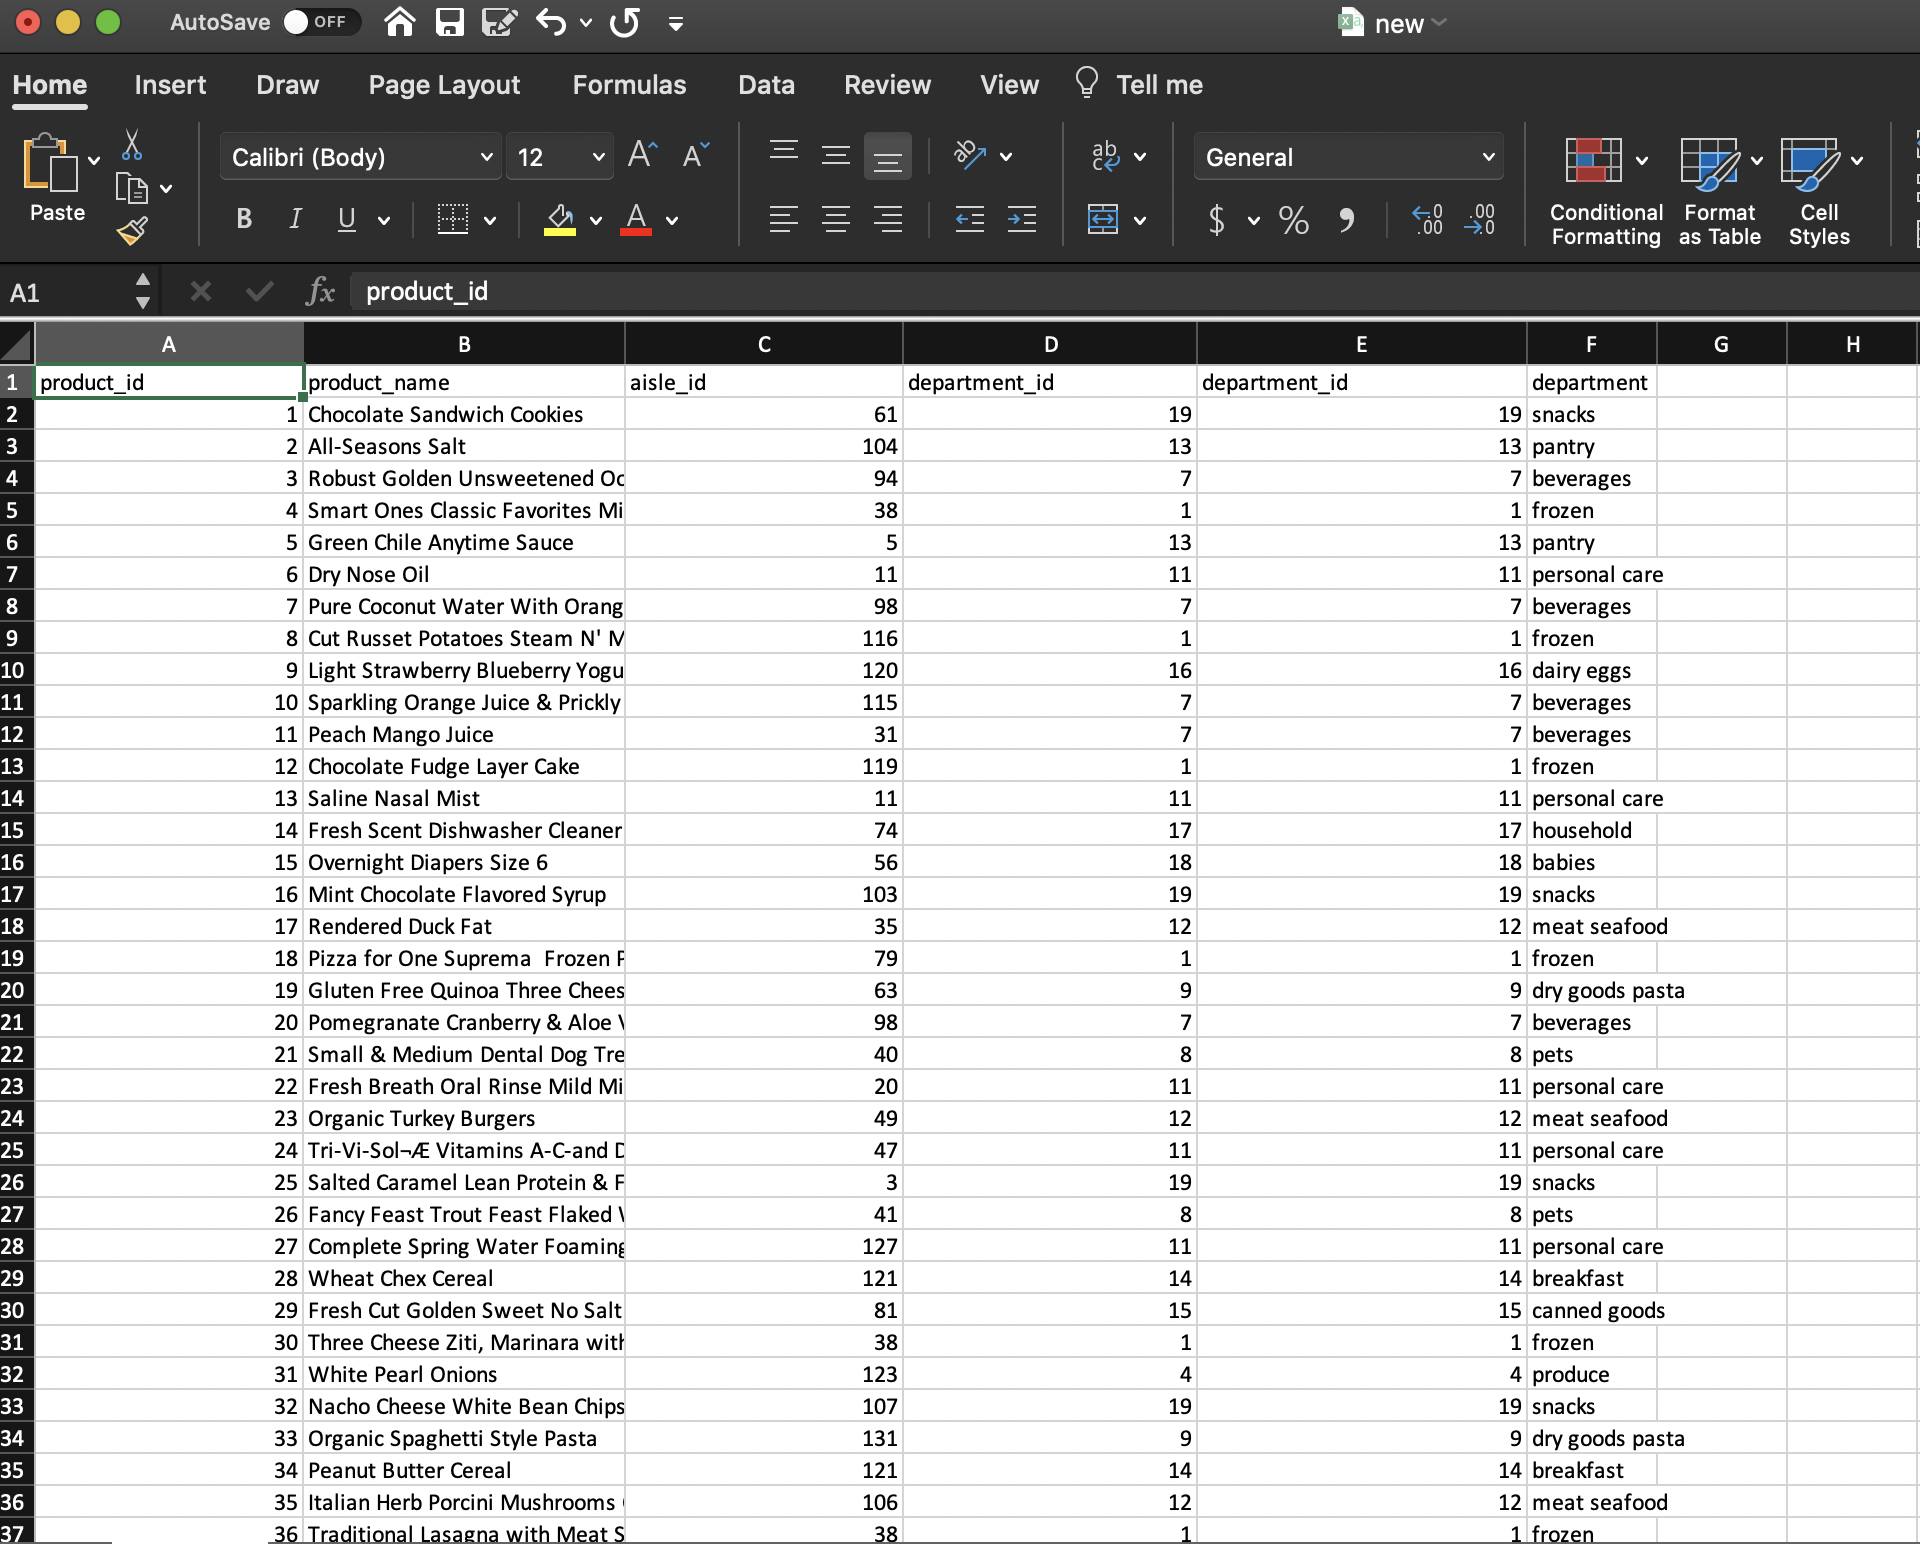 AutoSave OFF new
Home Insert Draw Page Layout Formulas Data Review View Tell me
Paste Calibri (Body) 12 General Conditional Formatting Format as Table Cell Styles
A1 fx product_id
A B C D E F G H
1 product_id product_name aisle_id department_id department_id department
2 1 Chocolate Sandwich Cookies 61 19 19 snacks
3 2 All-Seasons Salt 104 13 13 pantry
4 3 Robust Golden Unsweetened 94 7 7 beverages
5 4 Smart Ones Classic Favorites Mi 38 1 1 frozen
6 5 Green Chile Anytime Sauce 5 13 13 pantry
7 6 Dry Nose Oil 11 11 11 personal care
8 7 Pure Coconut Water With Orang 98 7 7 beverages
9 8 Cut Russet Potatoes Steam N' 116 1 1 frozen
10 9 Light Strawberry Blueberry Yogu 120 16 16 dairy eggs
11 10 Sparkling Orange Juice & Prickly 115 7 7 beverages
12 11 Peach Mango Juice 31 7 7 beverages
13 12 Chocolate Fudge Layer Cake 119 1 1 frozen
14 13 Saline Nasal Mist 11 11 11 personal care
15 14 Fresh Scent Dishwasher Cleaner 74 17 17 household
16 15 Overnight Diapers Size 6 56 18 18 babies
17 16 Mint Chocolate Flavored Syrup 103 19 19 snacks
18 17 Rendered Duck Fat 35 12 12 meat seafood
19 18 Pizza for One Suprema Frozen 79 1 1 frozen
20 19 Gluten Free Quinoa Three Chees 63 9 9 dry goods pasta
21 20 Pomegranate Cranberry & Aloe 98 7 7 beverages
22 21 Small & Medium Dental Dog Tre 40 8 8 pets
23 22 Fresh Breath Oral Rinse Mild Mi 20 11 11 personal care
24 23 Organic Turkey Burgers 49 12 12 meat seafood
25 24 Tri-Vi-Sol¬Æ Vitamins A-C-and 47 11 11 personal care
26 25 Salted Caramel Lean Protein & 3 19 19 snacks
27 26 Fancy Feast Trout Feast Flaked 41 8 8 pets
28 27 Complete Spring Water Foaming 127 11 11 personal care
29 28 Wheat Chex Cereal 121 14 14 breakfast
30 29 Fresh Cut Golden Sweet No Salt 81 15 15 canned goods
31 30 Three Cheese Ziti, Marinara with 38 1 1 frozen
32 31 White Pearl Onions 123 4 4 produce
33 32 Nacho Cheese White Bean Chips 107 19 19 snacks
34 33 Organic Spaghetti Style Pasta 131 9 9 dry goods pasta
35 34 Peanut Butter Cereal 121 14 14 breakfast
36 35 Italian Herb Porcini Mushrooms 106 12 12 meat seafood
37 36 Traditional Lasagna with Meat S 38 1 1 frozen